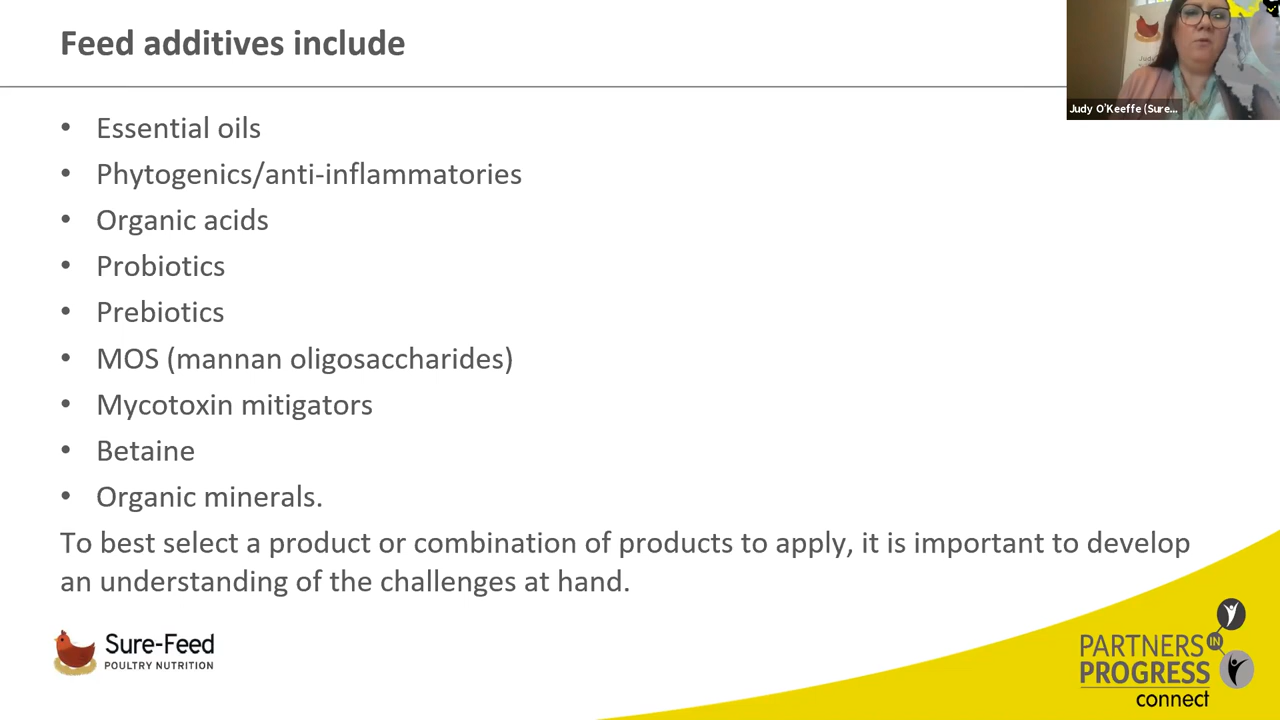 Feed additives include
Judy O'Keeffe (Sure...
• Essential oils
• Phytogenics/anti-inflammatories
• Organic acids
• Probiotics
• Prebiotics
• MOS (mannan oligosaccharides)
• Mycotoxin mitigators
• Betaine
• Organic minerals.
To best select a product or combination of products to apply, it is important to develop
an understanding of the challenges at hand.
Sure-Feed
POULTRY NUTRITION
PARTNERS IN
PROGRESS
connect